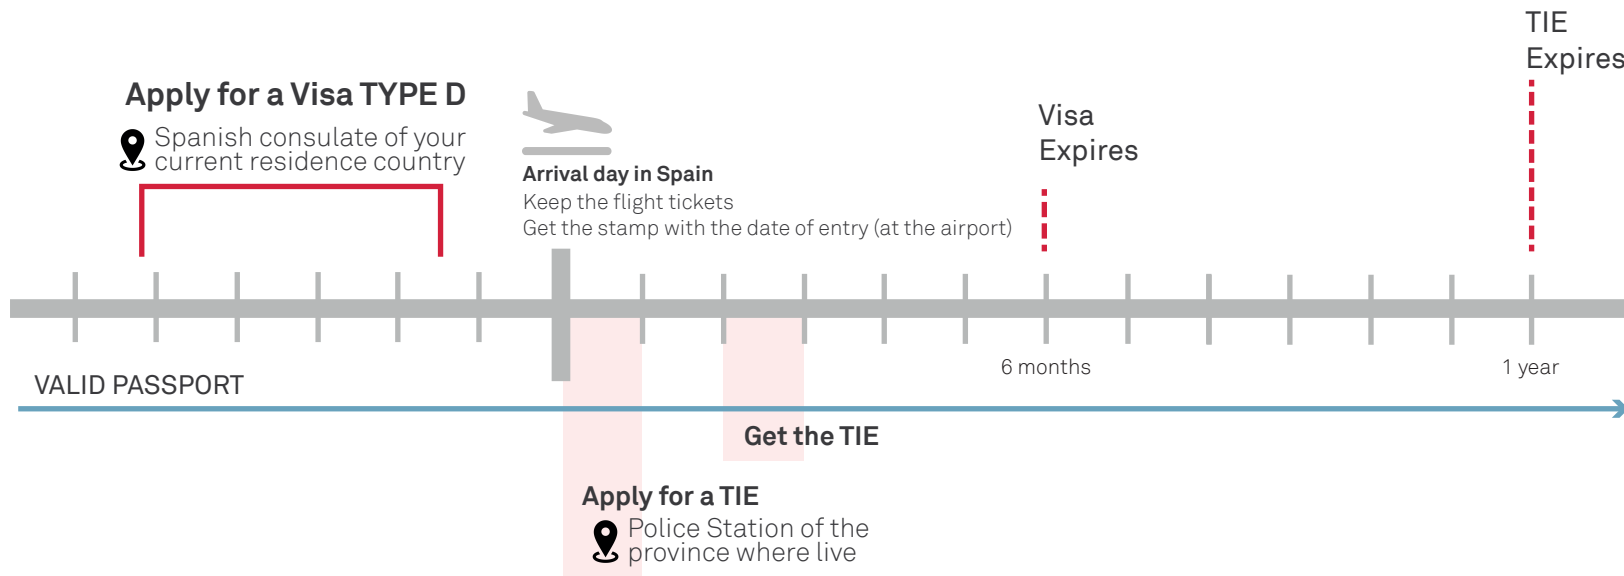 TIE
Expires
Apply for a Visa TYPE D
Spanish consulate of your
current residence country
Visa
Expires
Arrival day in Spain
Keep the flight tickets
Get the stamp with the date of entry (at the airport)
6 months
1 year
VALID PASSPORT
Get the TIE
Apply for a TIE
Police Station of the
province where live